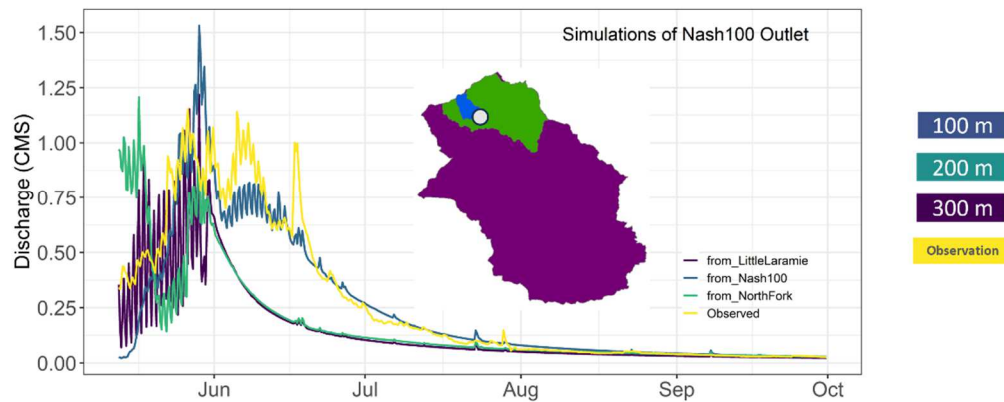 Simulations of Nash100 Outlet
Discharge (CMS)
1.50
1.25
1.00
0.75
0.50
0.25
0.00
Jun
Jul
Aug
Sep
Oct
from_LittleLaramie
from_Nash100
from_NorthFork
Observed
100 m
200 m
300 m
Observation